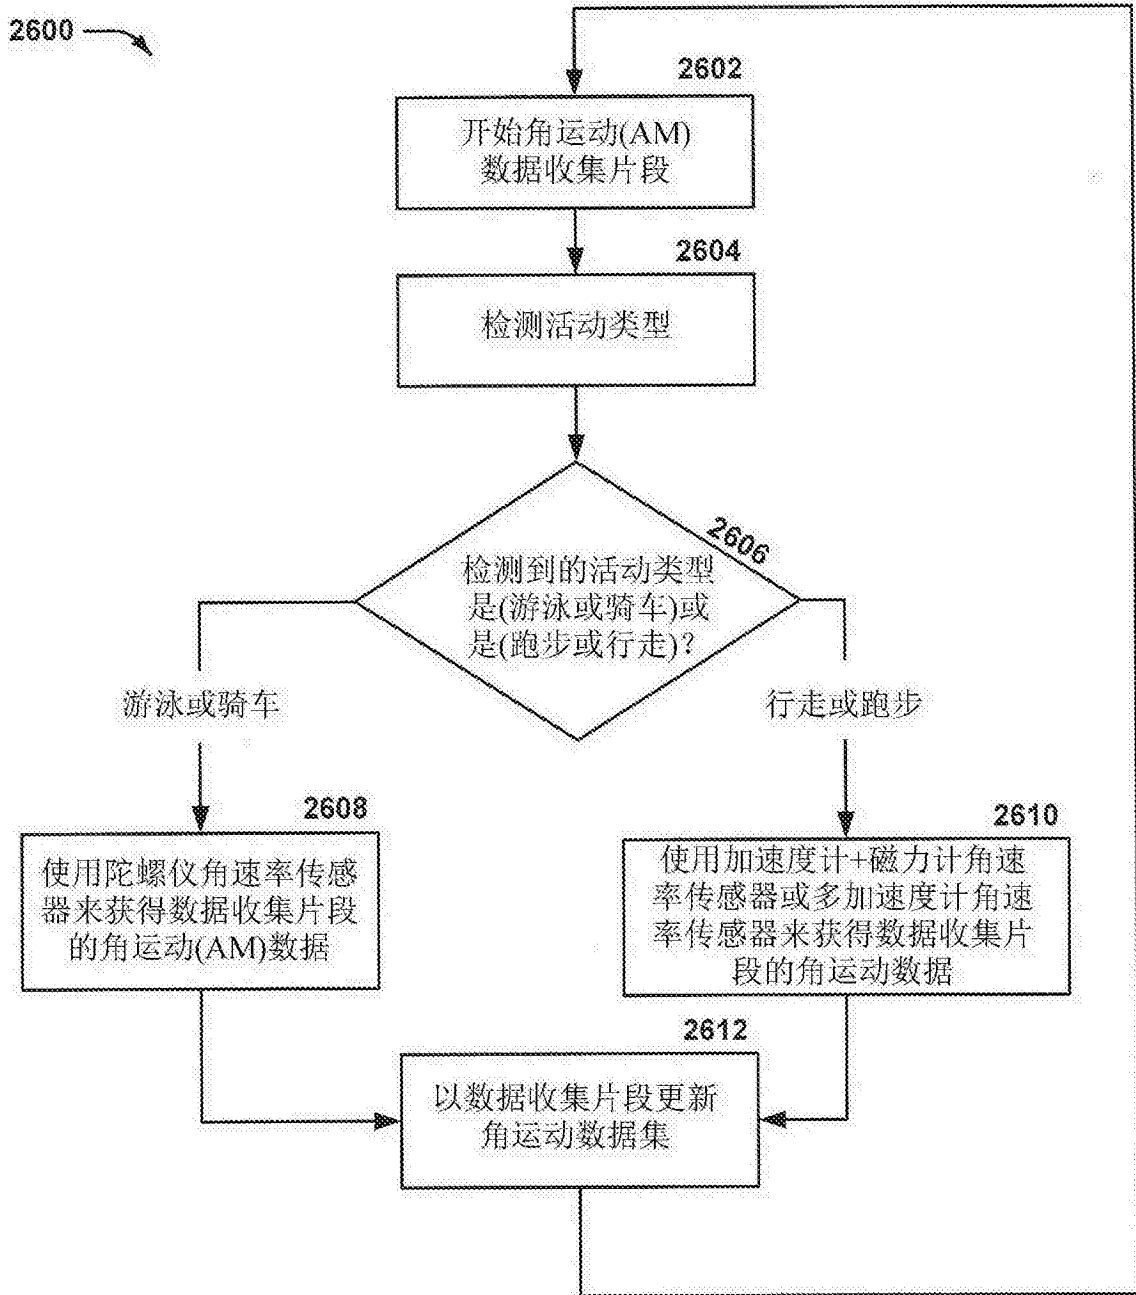 2600
2602
开始角运动(AM)
数据收集片段
2604
检测活动类型
2606
检测到的活动类型
是(游泳或骑车)或
是(跑步或行走)?
游泳或骑车
行走或跑步
2608
使用陀螺仪角速率传感
器来获得数据收集片段
的角运动(AM)数据
2610
使用加速度计+磁力计角速
率传感器或多加速度计角速
率传感器来获得数据收集片
段的角运动数据
2612
以数据收集片段更新
角运动数据集